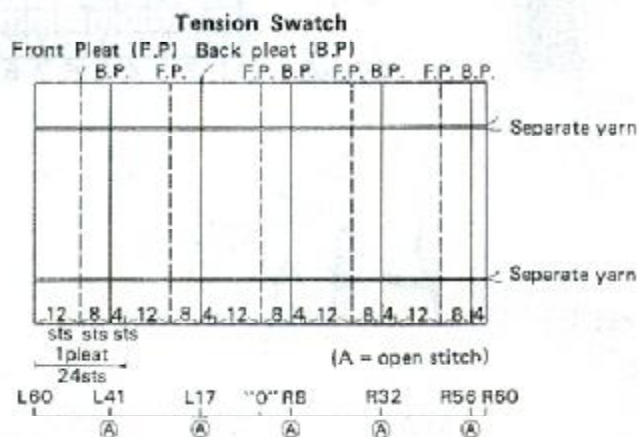 Tension Swatch
Front Pleat (F.P) Back pleat (B.P)
B.P. F.P. F.P. B.P. F.P. B.P. F.P. B.P.
Separate yarn
Separate yarn
12 8 4 12 8 4 12 8 4 12 8 4 12 8 4
sts sts sts
1pleat
24sts
(A = open stitch)
L60 L41 L17 "0" R8 R32 R56 R60
A A A A A